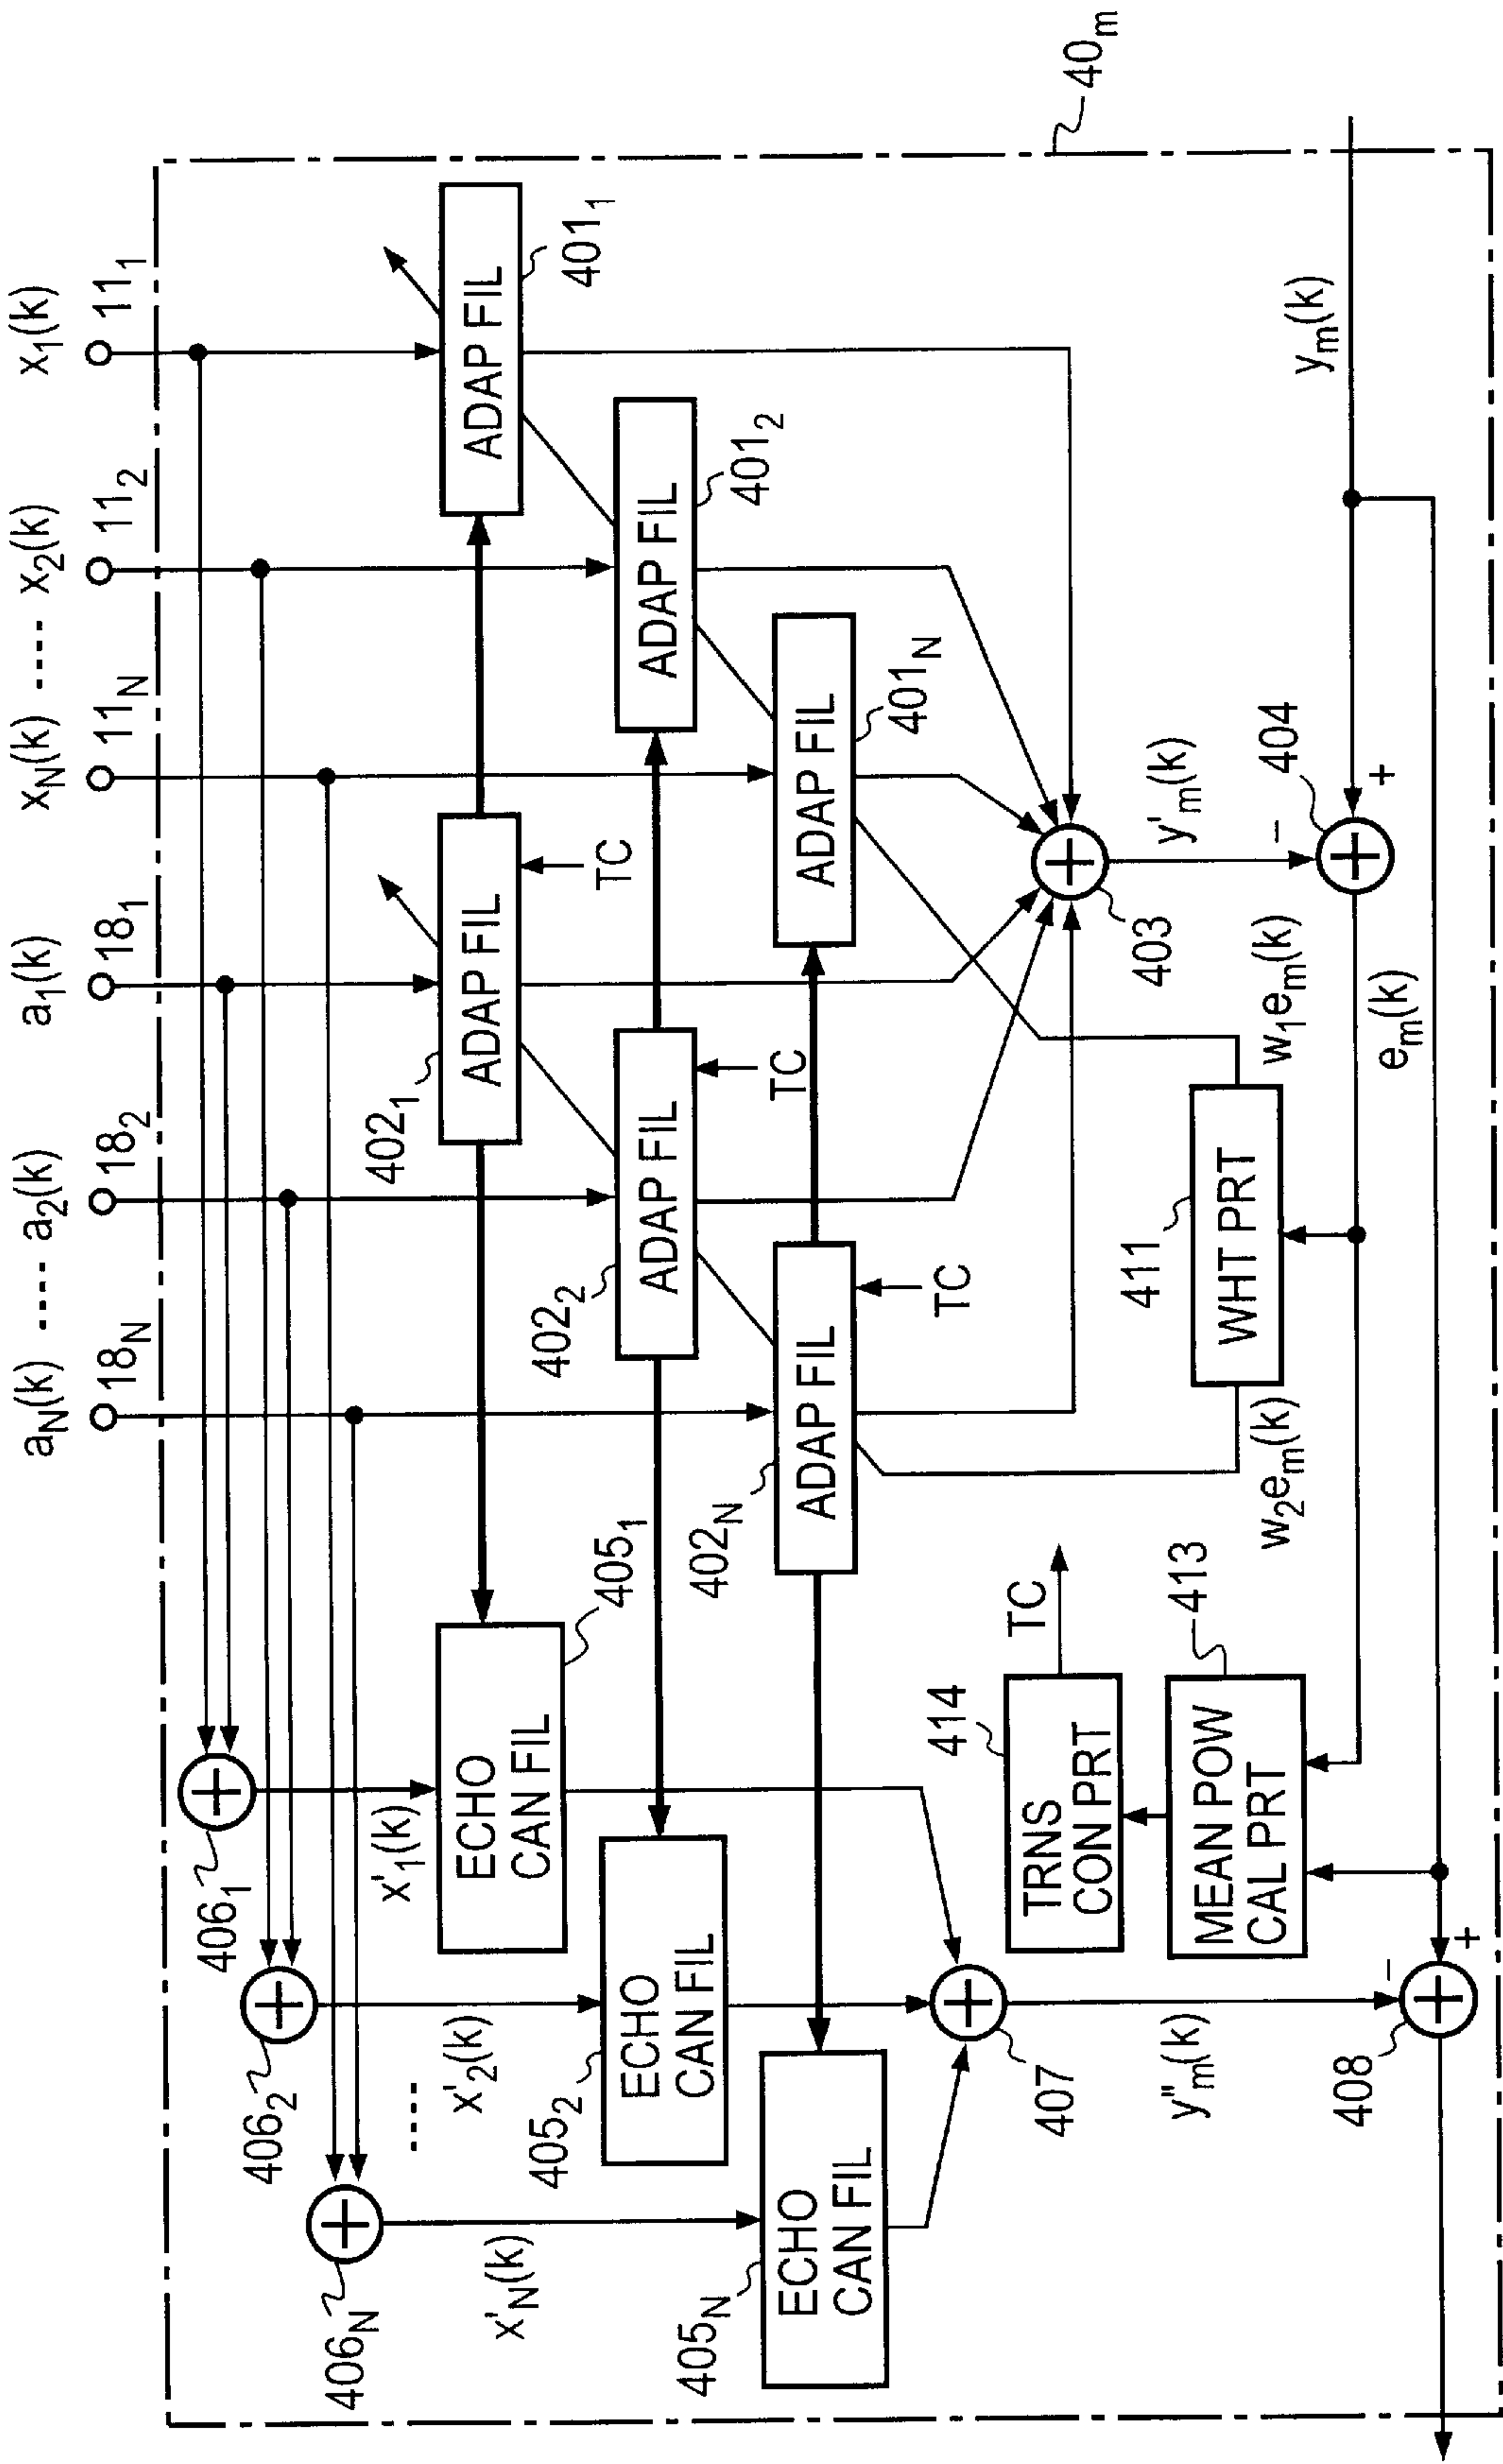 aN(k) ---- a2(k) a1(k) xN(k) ---- x2(k) x1(k)
18N 182 181 11N 112 111
40m
4061
4062
406N
x'1(k)
x'2(k)
----
x'N(k)
ECHO
CAN FIL
4051
ADAP FIL
4021
TC
ADAP FIL
4011
ECHO
CAN FIL
4052
ADAP FIL
4022
TC
ADAP FIL
4012
ECHO
CAN FIL
405N
ADAP FIL
402N
TC
ADAP FIL
401N
407
403
y''m(k)
y'm(k)
TRNS
CON PRT
414
TC
MEAN POW
CAL PRT
413
WHT PRT
411
w2em(k)
w1em(k)
em(k)
404
-
+
ym(k)
408
-
+